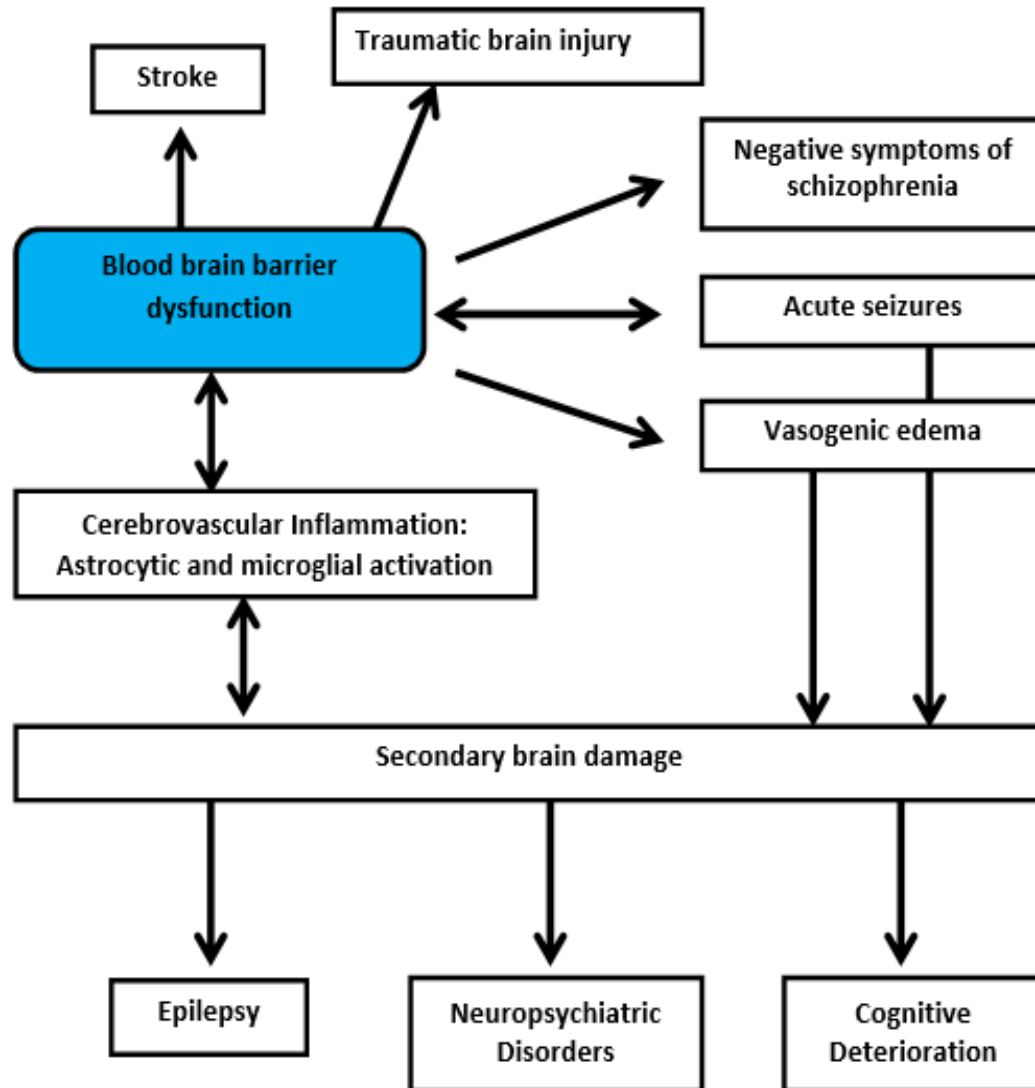 Traumatic brain injury
Stroke
Negative symptoms of
schizophrenia
Blood brain barrier
dysfunction
Acute seizures
Vasogenic edema
Cerebrovascular Inflammation:
Astrocytic and microglial activation
Secondary brain damage
Epilepsy
Neuropsychiatric
Disorders
Cognitive
Deterioration